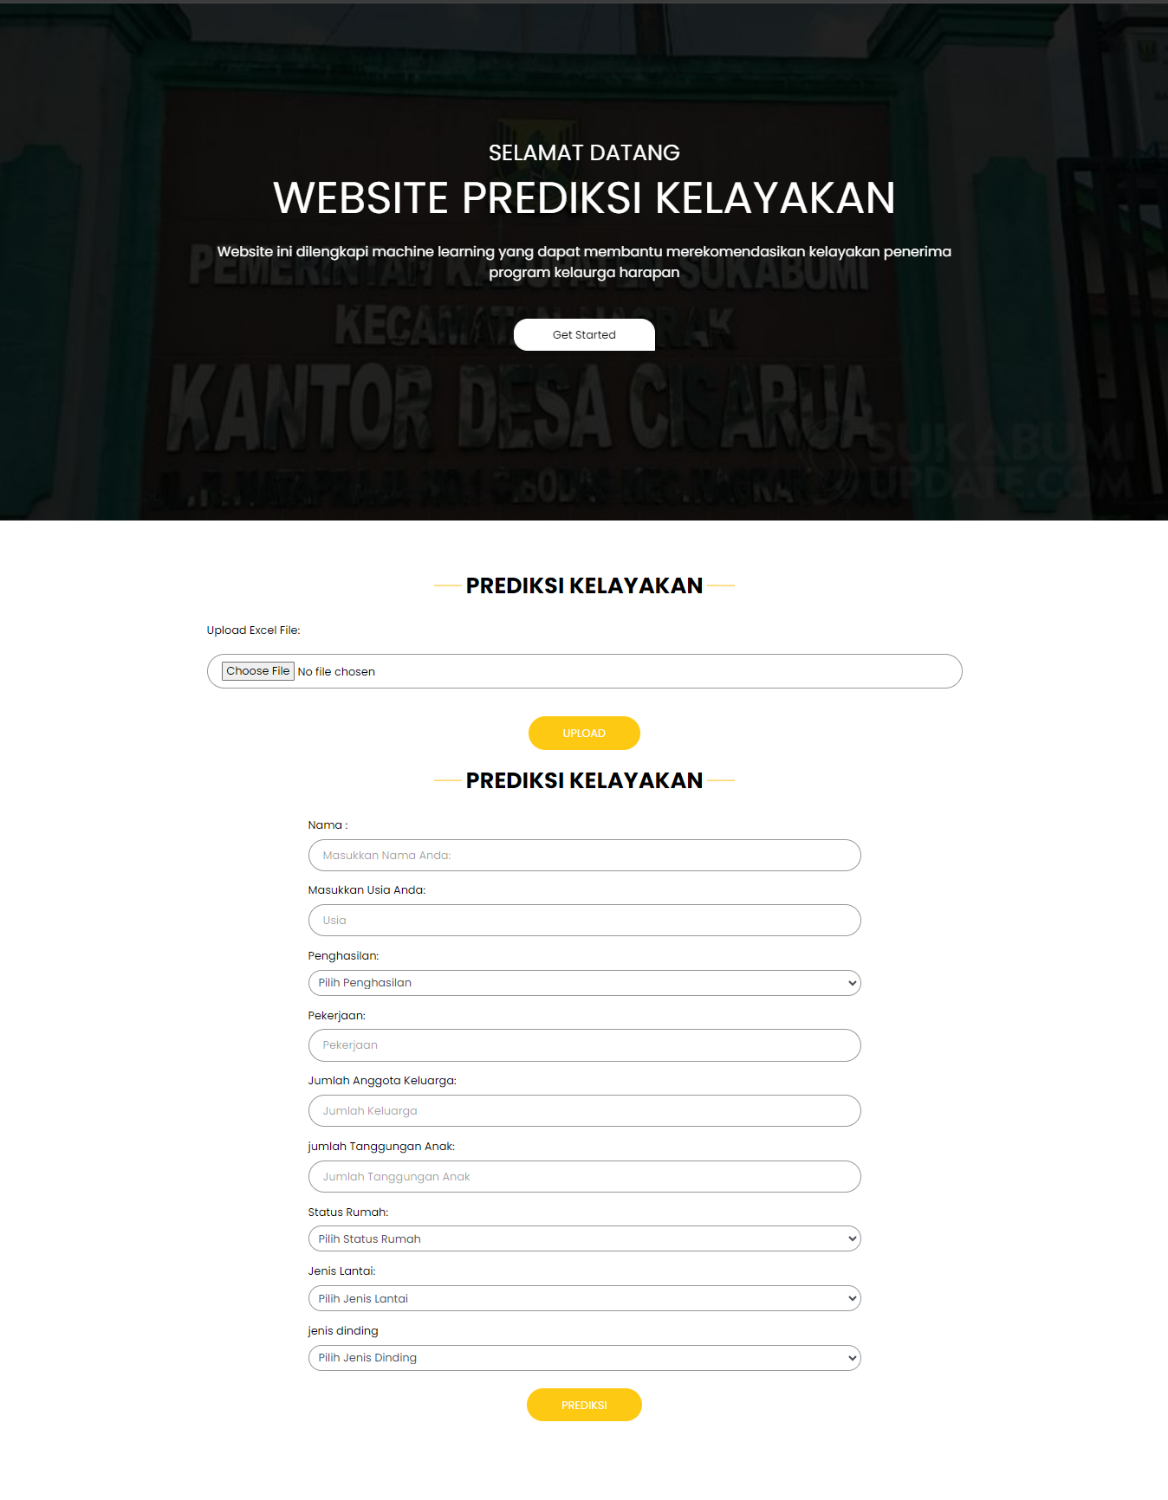 SELAMAT DATANG
WEBSITE PREDIKSI KELAYAKAN
Website ini dilengkapi machine learning yang dapat membantu merekomendasikan kelayakan penerima
program kelaurga harapan
PEMERINTAH KABUPATEN SUKABUMI
KECAMATAN
Get Started
KANTOR DESA CISARUA
SUKABUMI
UPDATE.COM
PREDIKSI KELAYAKAN
Upload Excel File:
Choose File No file chosen
UPLOAD
PREDIKSI KELAYAKAN
Nama :
Masukkan Nama Anda:
Masukkan Usia Anda:
Usia
Penghasilan:
Pilih Penghasilan
Pekerjaan:
Pekerjaan
Jumlah Anggota Keluarga:
Jumlah Keluarga
jumlah Tanggungan Anak:
Jumlah Tanggungan Anak
Status Rumah:
Pilih Status Rumah
Jenis Lantai:
Pilih Jenis Lantai
jenis dinding
Pilih Jenis Dinding
PREDIKSI